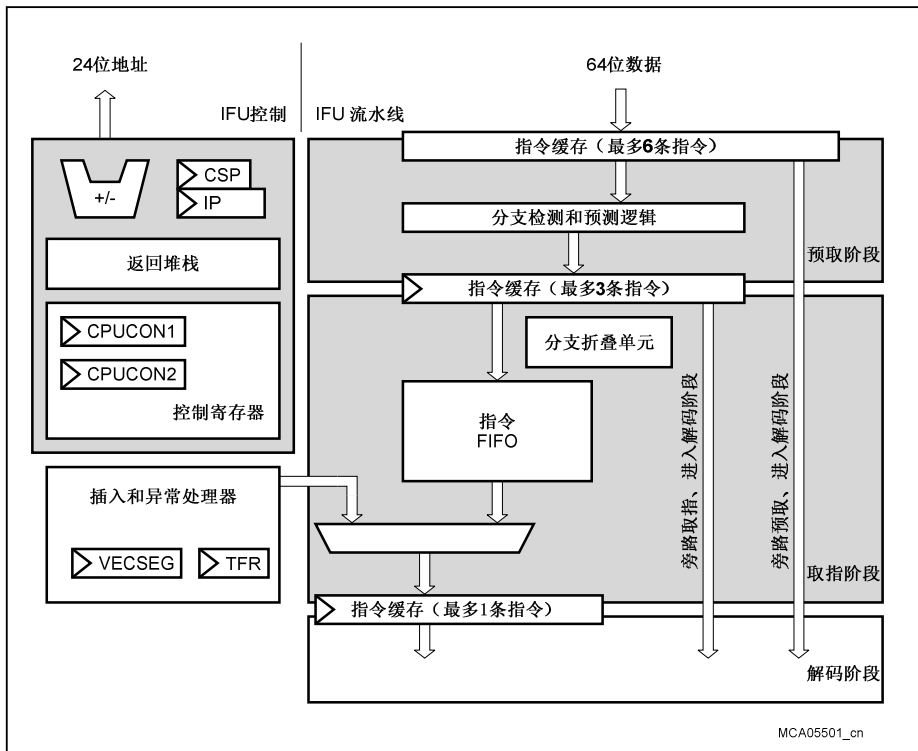 24位地址
64位数据
IFU控制
IFU 流水线
指令缓存（最多6条指令）
+/-
CSP
IP
分支检测和预测逻辑
返回堆栈
预取阶段
指令缓存（最多3条指令）
CPUCON1
分支折叠单元
CPUCON2
控制寄存器
指令
FIFO
旁路取指、进入解码阶段
旁路预取、进入解码阶段
插入和异常处理器
VECSEG
TFR
取指阶段
指令缓存（最多1条指令）
解码阶段
MCA05501_cn